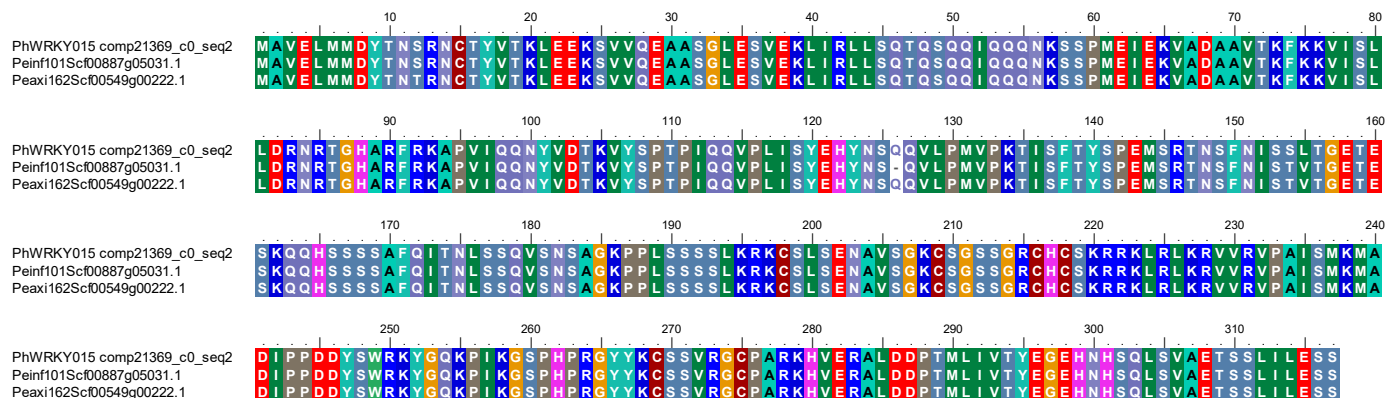 10 20 30 40 50 60 70 80
PhWRKY015 comp21369_c0_seq2 MAVELMMDYTNSRNCTYVTKLEEKSVVQEAASGLESVEKLIRLLSQTQSQQIQQQNKSSPMEIEKVADAAVTKFKKVISL
Peinf101Scf00887g05031.1 MAVELMMDYTNSRNCTYVTKLEEKSVVQEAASGLESVEKLIRLLSQTQSQQIQQQNKSSPMEIEKVADAAVTKFKKVISL
Peaxi162Scf00549g00222.1 MAVELMMDYTNTRNCTYVTKLEEKSVVQEAASGLESVEKLIRLLSQTQSQQIQQQNKSSPMEIEKVADAAVTKFKKVISL
90 100 110 120 130 140 150 160
PhWRKY015 comp21369_c0_seq2 LDRNRTGHARFRKAPVIQQNYVDTKVYSPTPIQQVPLISYEHYNSQQVLPMVPKTISFTYSPEMSRTNSFNISSLTGETE
Peinf101Scf00887g05031.1 LDRNRTGHARFRKAPVIQQNYVDTKVYSPTPIQQVPLISYEHYNS-QVLPMVPKTISFTYSPEMSRTNSFNISTVTGETE
Peaxi162Scf00549g00222.1 LDRNRTGHARFRKAPVIQQNYVDTKVYSPTPIQQVPLISYEHYNSQQVLPMVPKTISFTYSPEMSRTNSFNISTVTGETE
170 180 190 200 210 220 230 240
PhWRKY015 comp21369_c0_seq2 SKQQHSSSSAFQITNLSSQVSNSAGKPPLSSSSLKRKCSLSENAVSGKCSGSSGRCHCSKRRKLRLKRVVRVPAISMKMA
Peinf101Scf00887g05031.1 SKQQHSSSSAFQITNLSSQVSNSAGKPPLSSSSLKRKCSLSENAVSGKCSGSSGRCHCSKRRKLRLKRVVRVPAISMKMA
Peaxi162Scf00549g00222.1 SKQQHSSSSAFQITNLSSQVSNSAGKPPLSSSSLKRKCSLSENAVSGKCSGSSGRCHCSKRRKLRLKRVVRVPAISMKMA
250 260 270 280 290 300 310
PhWRKY015 comp21369_c0_seq2 DIPPDDYSWRKYGQKPIKGSPHPRGYYKCSSVRGCPARKHVERALDDPTMLIVTYEGEHNHSQLSVAETSSLILESS
Peinf101Scf00887g05031.1 DIPPDDYSWRKYGQKPIKGSPHPRGYYKCSSVRGCPARKHVERALDDPTMLIVTYEGEHNHSQLSVAETSSLILESS
Peaxi162Scf00549g00222.1 DIPPDDYSWRKYGQKPIKGSPHPRGYYKCSSVRGCPARKHVERALDDPTMLIVTYEGEHNHSQLSVAETSSLILESS